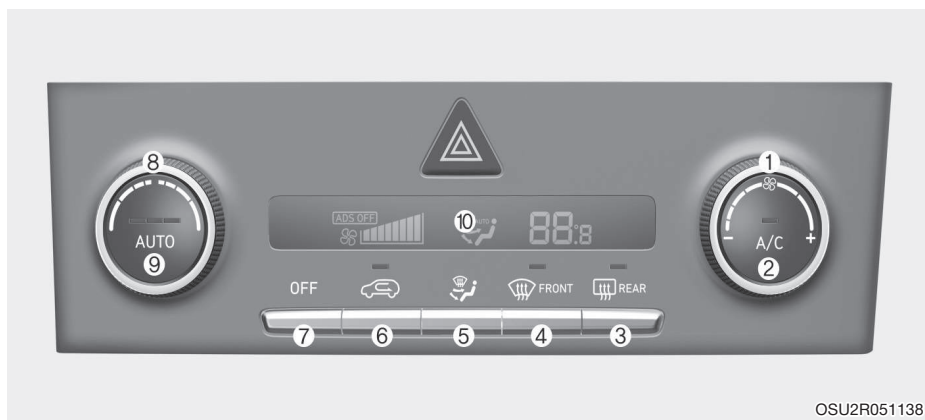 ⑧
①
AUTO
⑨
- A/C +
②
ADS OFF
⑩ AUTO
88.8
OFF
FRONT
REAR
⑦
⑥
⑤
④
③
OSU2R051138